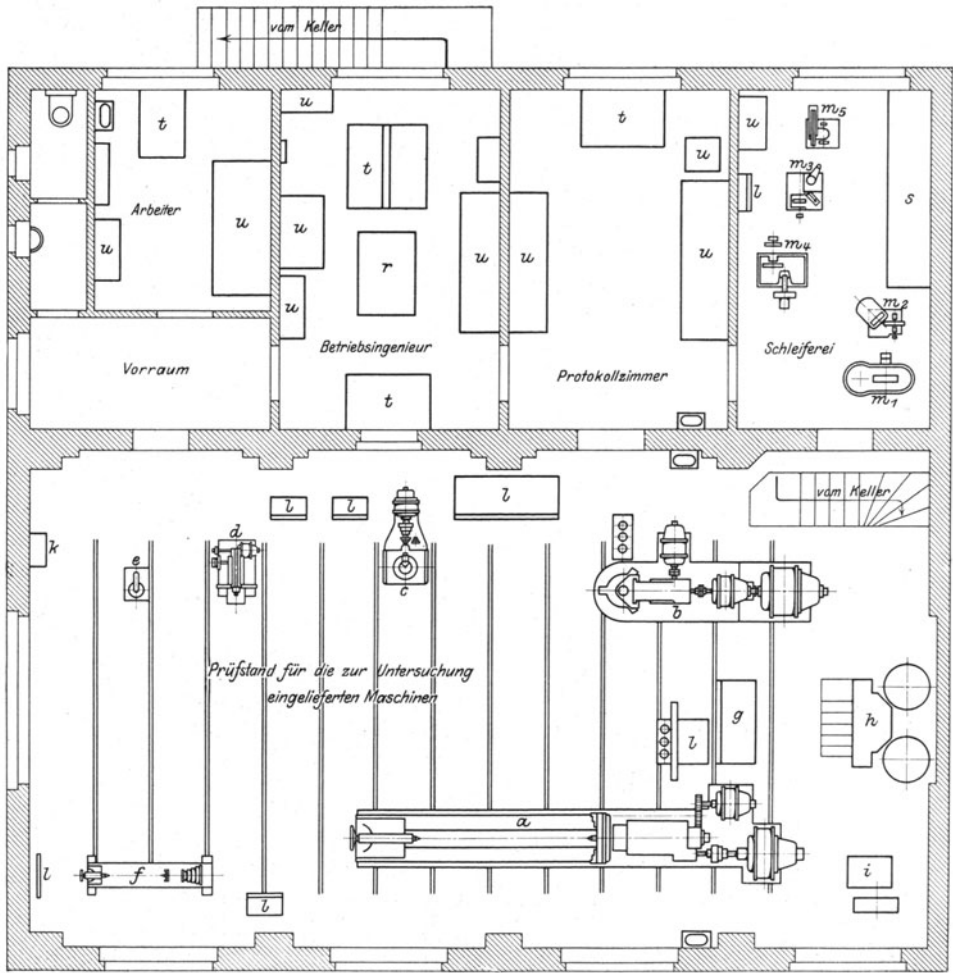 vom Keller
t
u
Arbeiter
u
u
t
u
u
r
u
Betriebsingenieur
t
t
u
u
u
Protokollzimmer
u
m5
l
m3
s
m4
m2
Schleiferei
m1
Vorraum
l
l
l
vom Keller
k
d
e
c
b
Prüfstand für die zur Untersuchung
eingelieferten Maschinen
g
l
h
a
l
f
l
i